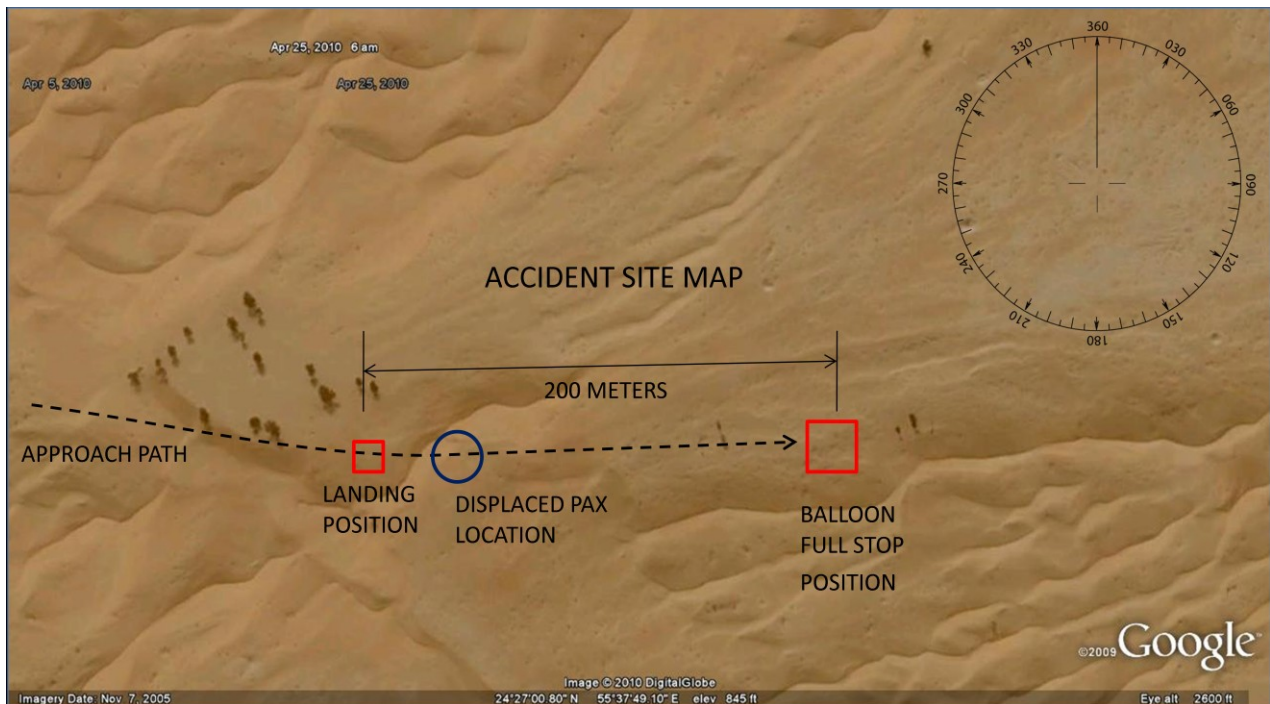 Apr 25, 2010 6 am
Apr 5, 2010
Apr 25, 2010
360
030
060
090
120
150
180
210
240
270
300
330
ACCIDENT SITE MAP
200 METERS
APPROACH PATH
LANDING
POSITION
DISPLACED PAX
LOCATION
BALLOON
FULL STOP
POSITION
©2009 Google
Image © 2010 DigitalGlobe
Imagery Date: Nov. 7, 2005
24°27'00.80" N 55°37'49.10" E elev 845 ft
Eye alt 2600 ft